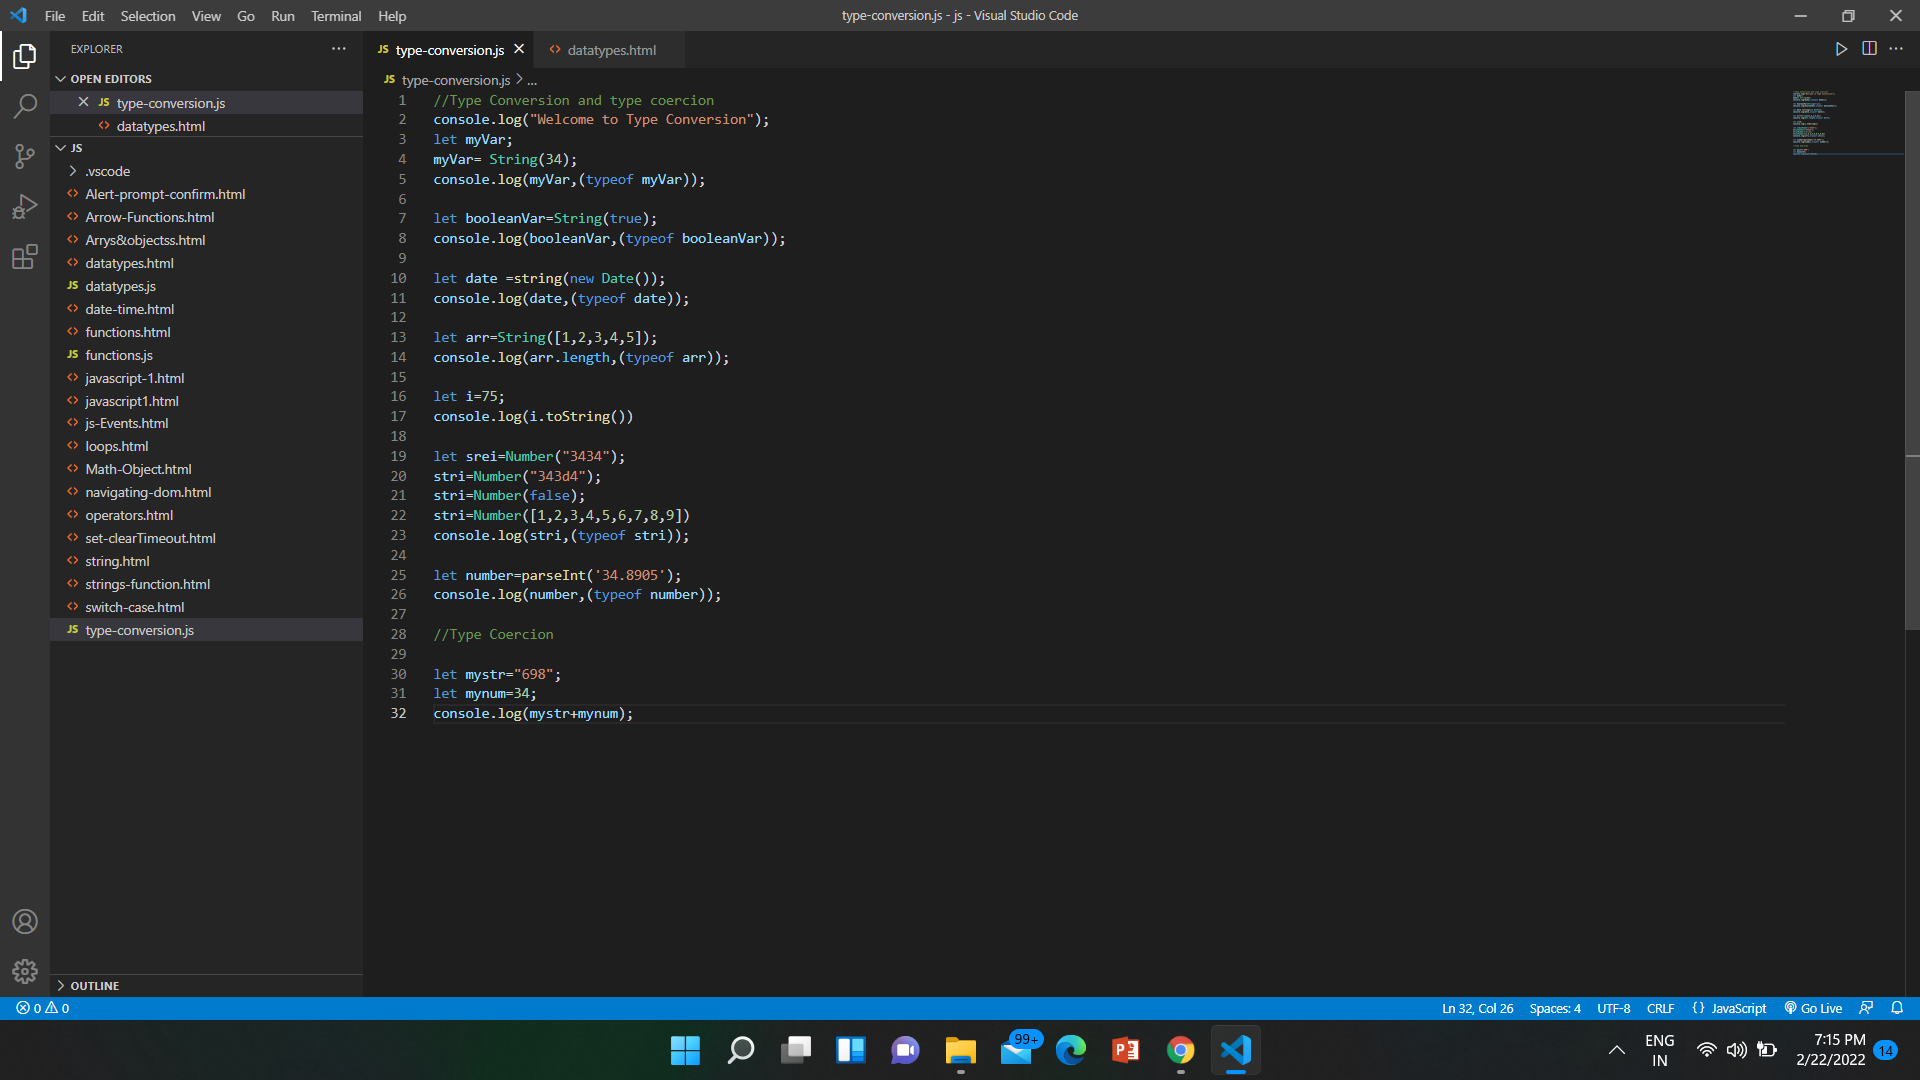 File Edit Selection View Go Run Terminal Help
type-conversion.js - js - Visual Studio Code
EXPLORER
OPEN EDITORS
JS type-conversion.js
datatypes.html
JS
.vscode
Alert-prompt-confirm.html
Arrow-Functions.html
Arrys&objectss.html
datatypes.html
JS datatypes.js
date-time.html
functions.html
JS functions.js
javascript-1.html
javascript1.html
js-Events.html
loops.html
Math-Object.html
navigating-dom.html
operators.html
set-clearTimeout.html
string.html
strings-function.html
switch-case.html
JS type-conversion.js
OUTLINE
JS type-conversion.js datatypes.html
JS type-conversion.js > ...
1 //Type Conversion and type coercion
2 console.log("Welcome to Type Conversion");
3 let myVar;
4 myVar= String(34);
5 console.log(myVar,(typeof myVar));
6
7 let booleanVar=String(true);
8 console.log(booleanVar,(typeof booleanVar));
9
10 let date =string(new Date());
11 console.log(date,(typeof date));
12
13 let arr=String([1,2,3,4,5]);
14 console.log(arr.length,(typeof arr));
15
16 let i=75;
17 console.log(i.toString())
18
19 let srei=Number("3434");
20 stri=Number("343d4");
21 stri=Number(false);
22 stri=Number([1,2,3,4,5,6,7,8,9])
23 console.log(stri,(typeof stri));
24
25 let number=parseInt('34.8905');
26 console.log(number,(typeof number));
27
28 //Type Coercion
29
30 let mystr="698";
31 let mynum=34;
32 console.log(mystr+mynum);
0 0
Ln 32, Col 26 Spaces: 4 UTF-8 CRLF {} JavaScript Go Live
99+
P
ENG
IN
7:15 PM
2/22/2022
14